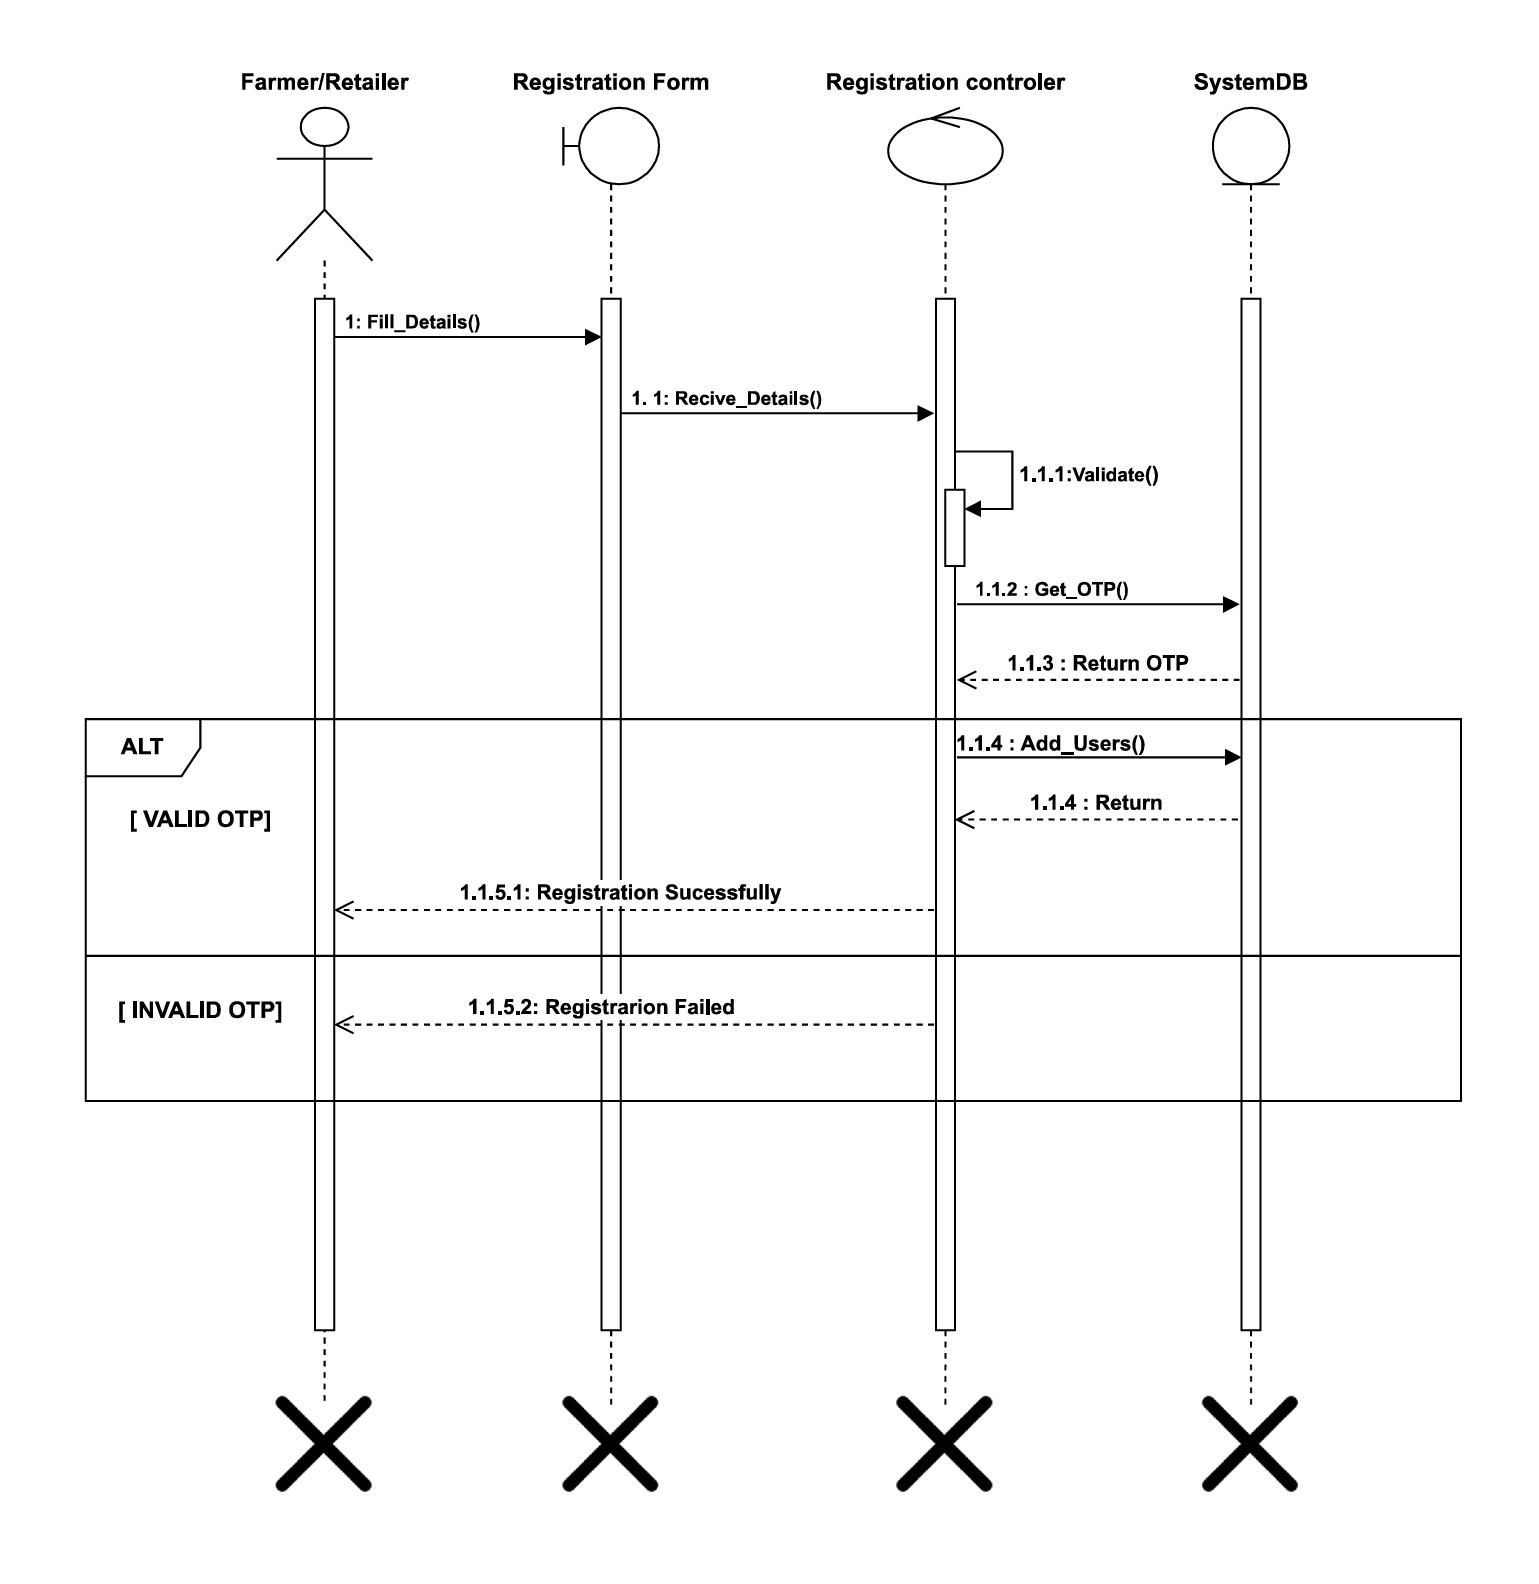 Farmer/Retailer
Registration Form
Registration controler
SystemDB
1: Fill_Details()
1. 1: Recive_Details()
1.1.1:Validate()
1.1.2 : Get_OTP()
1.1.3 : Return OTP
ALT
1.1.4 : Add_Users()
[ VALID OTP]
1.1.4 : Return
1.1.5.1: Registration Sucessfully
[ INVALID OTP]
1.1.5.2: Registrarion Failed